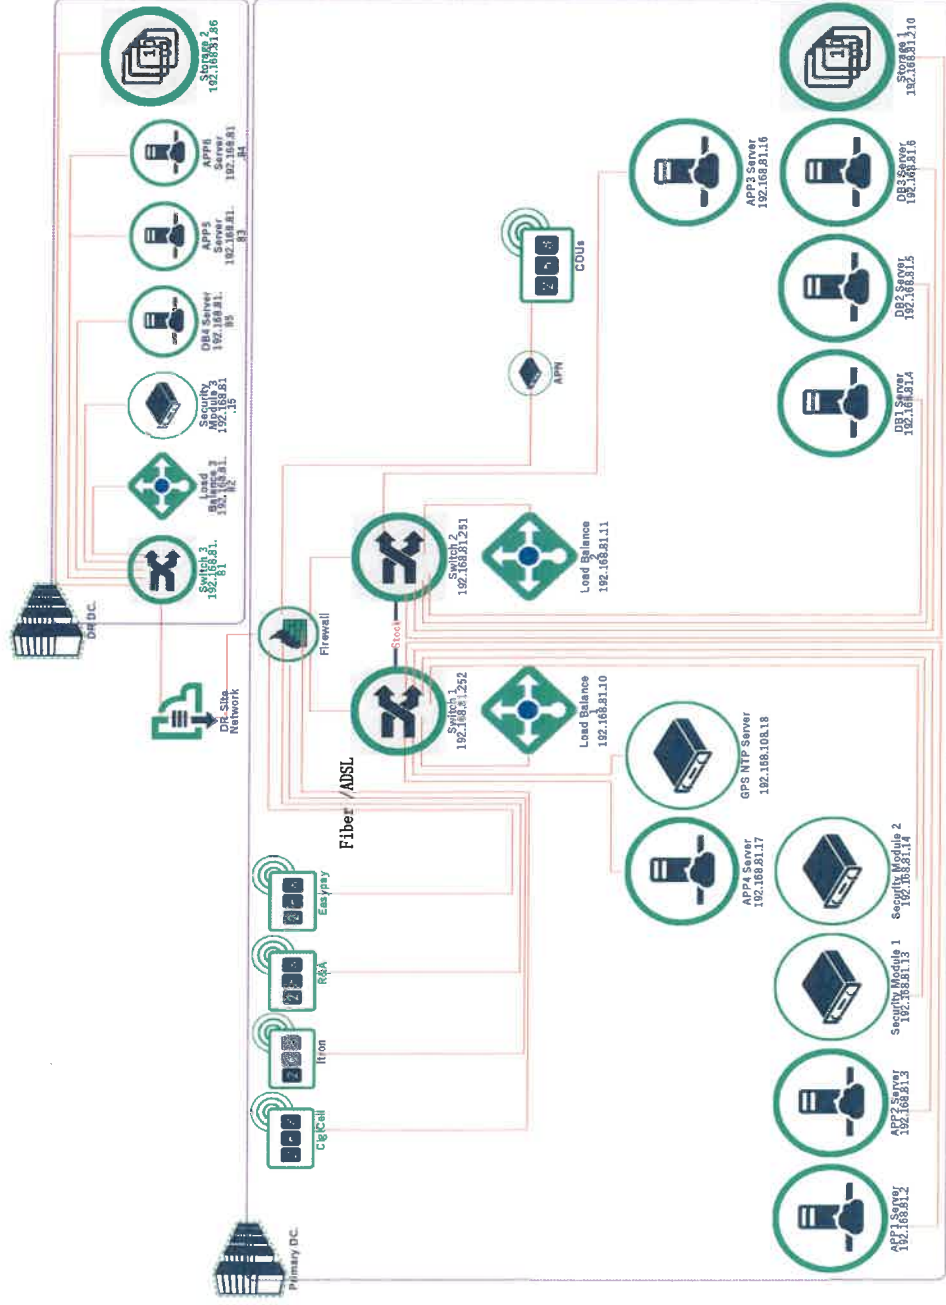 DR DC.
Switch 3
192.168.81.
81
Load
Balance 3
192.168.81.
82
Security
Module 3
192.168.81
.15
DB4 Server
192.168.81.
85
APP5
Server
192.168.81.
83
APP6
Server
192.168.81
.84
Storage 2
192.168.81.86
DR-Site
Network
Primary DC.
CigiCell
Itron
R&A
Easypay
Fiber /ADSL
Firewall
Stock
Switch 1
192.168.81.252
Switch 2
192.168.81.251
APN
CDUs
Load Balance
1
192.168.81.10
Load Balance
2
192.168.81.11
APP4 Server
192.168.81.17
GPS NTP Server
192.168.108.18
APP3 Server
192.168.81.16
APP1 Server
192.168.81.2
APP2 Server
192.168.81.3
Security Module 1
192.168.81.13
Security Module 2
192.168.81.14
DB1 Server
192.168.81.4
DB2 Server
192.168.81.5
DB3 Server
192.168.81.6
Storage 1
192.168.81.210